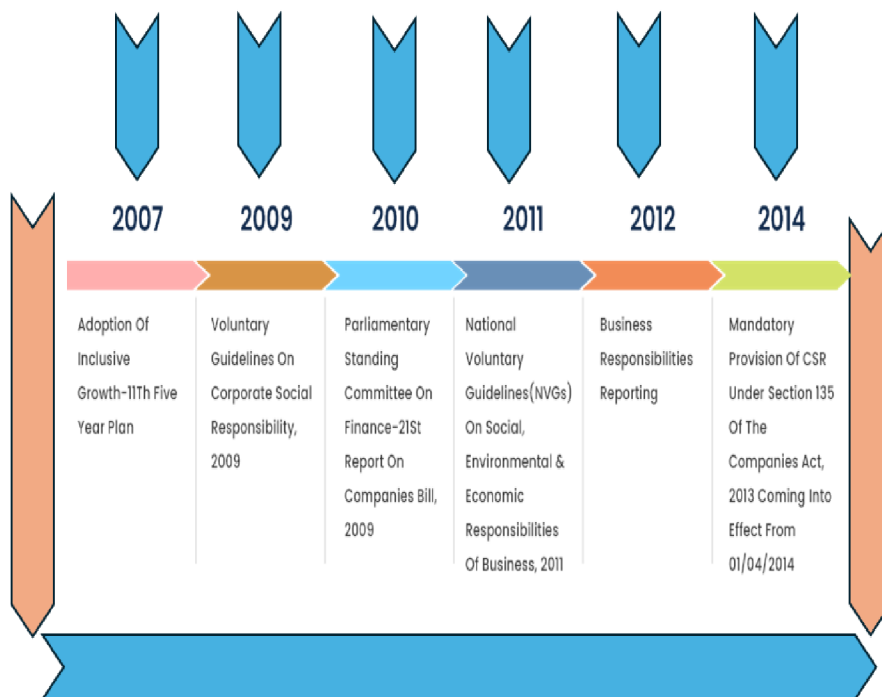 2007
2009
2010
2011
2012
2014
Adoption Of
Inclusive
Growth-11Th Five
Year Plan
Voluntary
Guidelines On
Corporate Social
Responsibility,
2009
Parliamentary
Standing
Committee On
Finance-21St
Report On
Companies Bill,
2009
National
Voluntary
Guidelines(NVGs)
On Social,
Environmental &
Economic
Responsibilities
Of Business, 2011
Business
Responsibilities
Reporting
Mandatory
Provision Of CSR
Under Section 135
Of The
Companies Act,
2013 Coming Into
Effect From
01/04/2014